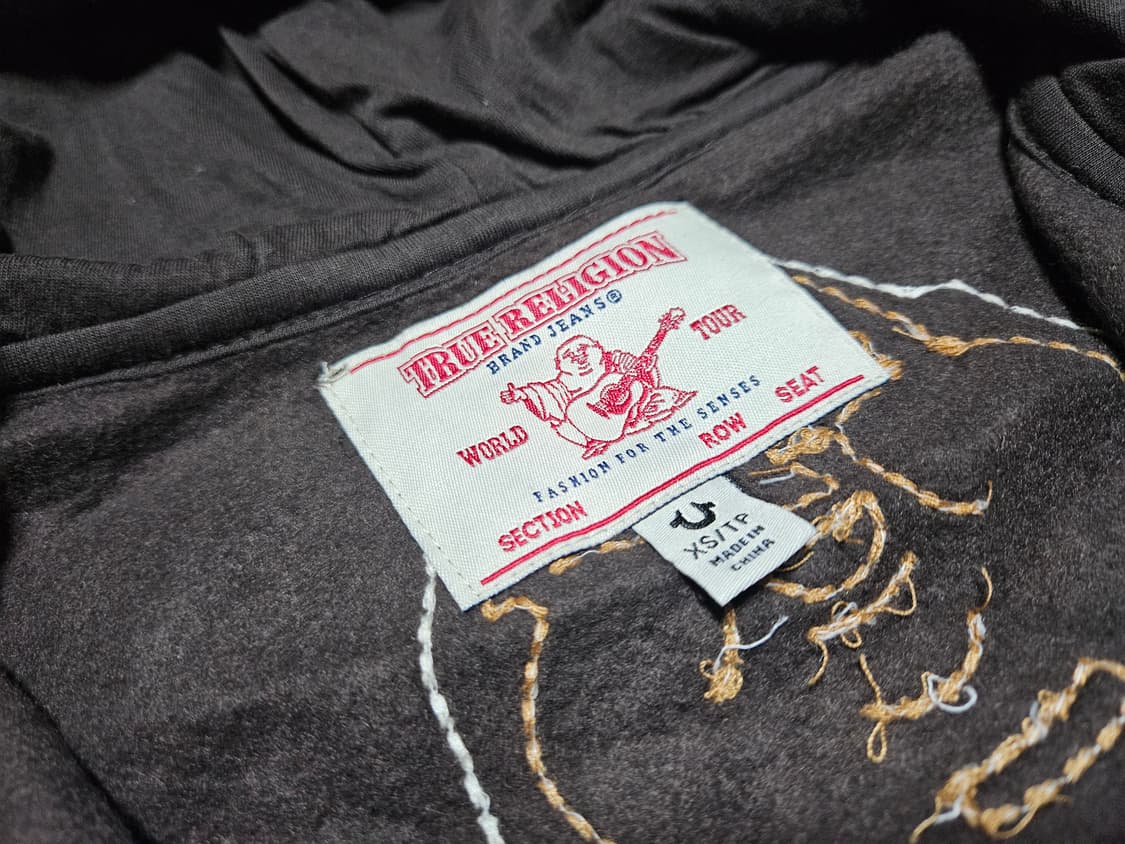 TRUE RELIGION
BRAND JEANS®
WORLD TOUR
FASHION FOR THE SENSES
SECTION ROW SEAT
XS/TP
MADE IN
CHINA